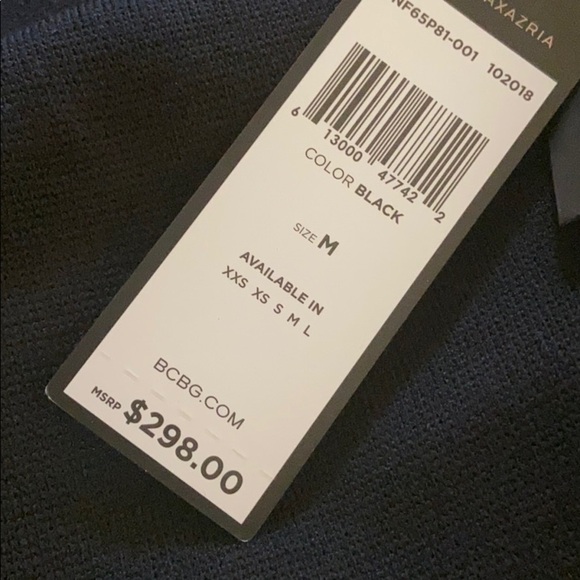 AXAZRIA
NF65P81-001 102018
6 13000 47742 2
COLOR BLACK
SIZE M
AVAILABLE IN
XXS XS S M L
BCBG.COM
MSRP $298.00